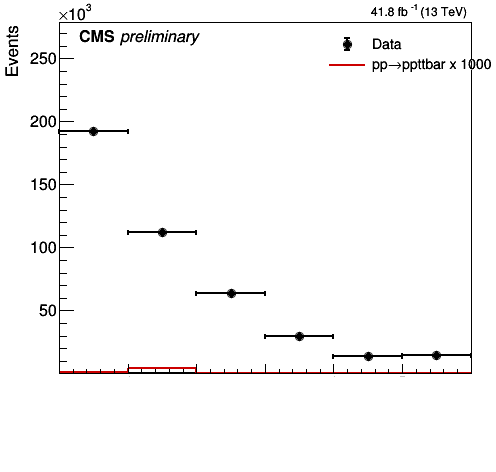 ×10³
41.8 fb⁻¹ (13 TeV)
CMS preliminary
Events
Data
pp→ppttbar x 1000
250
200
150
100
50